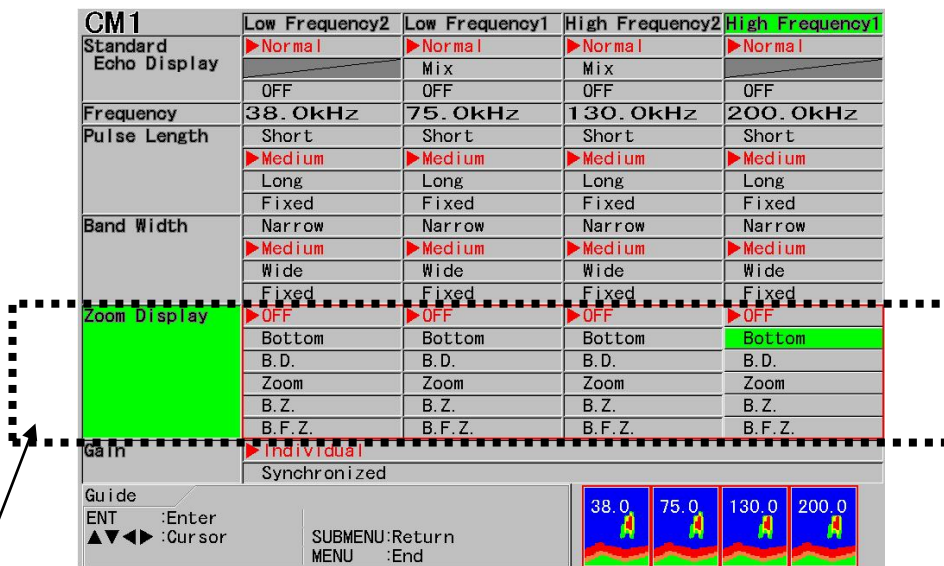 CM1 Low Frequency2 Low Frequency1 High Frequency2 High Frequency1
Standard ▶Normal ▶Normal ▶Normal ▶Normal
Echo Display Mix Mix
OFF OFF OFF OFF
Frequency 38.0kHz 75.0kHz 130.0kHz 200.0kHz
Pulse Length Short Short Short Short
▶Medium ▶Medium ▶Medium ▶Medium
Long Long Long Long
Fixed Fixed Fixed Fixed
Band Width Narrow Narrow Narrow Narrow
▶Medium ▶Medium ▶Medium ▶Medium
Wide Wide Wide Wide
Fixed Fixed Fixed Fixed
Zoom Display ▶OFF ▶OFF ▶OFF ▶OFF
Bottom Bottom Bottom Bottom
B.D. B.D. B.D. B.D.
Zoom Zoom Zoom Zoom
B.Z. B.Z. B.Z. B.Z.
B.F.Z. B.F.Z. B.F.Z. B.F.Z.
Gain ▶Individual
Synchronized
Guide
ENT :Enter
▲▼◀▶ :Cursor SUBMENU:Return
MENU :End
38.0 75.0 130.0 200.0